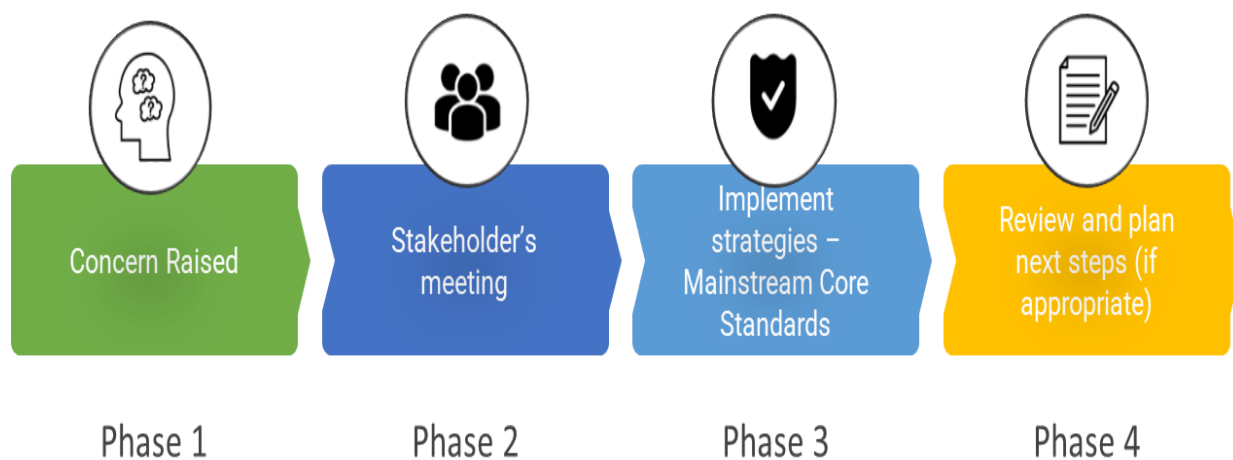 Concern Raised
Stakeholder’s
meeting
Implement
strategies –
Mainstream Core
Standards
Review and plan
next steps (if
appropriate)
Phase 1
Phase 2
Phase 3
Phase 4